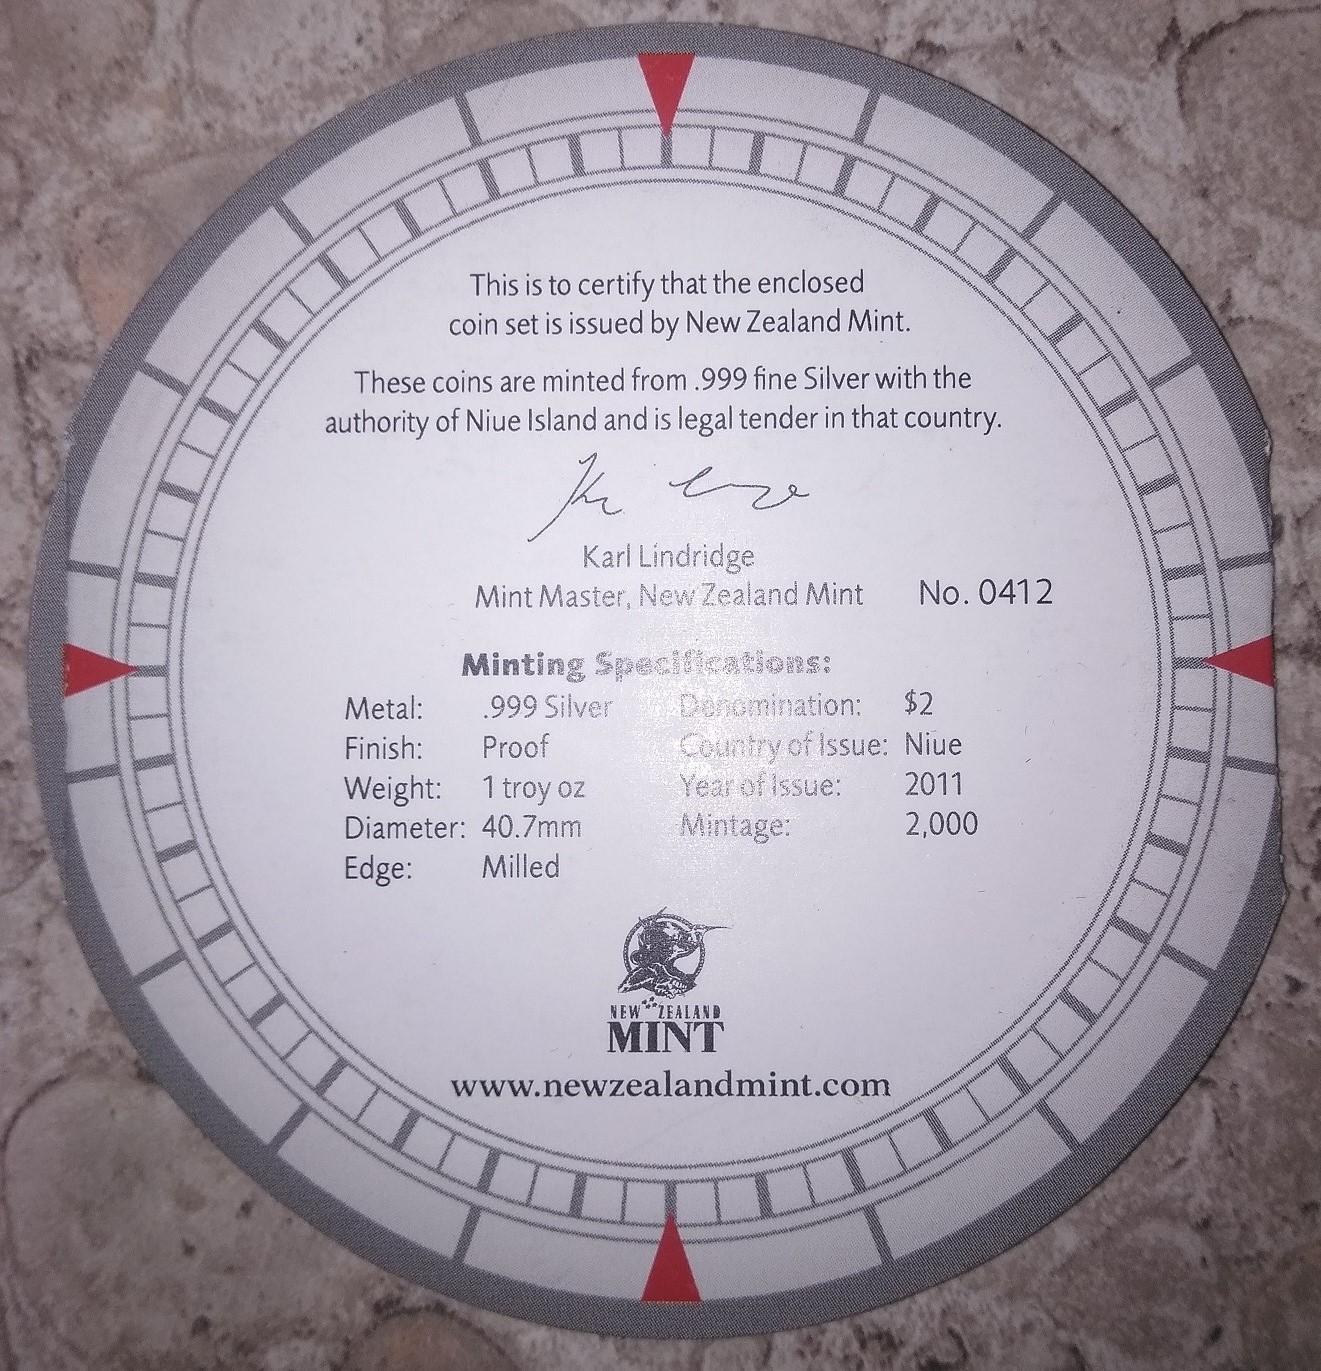 This is to certify that the enclosed
coin set is issued by New Zealand Mint.
These coins are minted from .999 fine Silver with the
authority of Niue Island and is legal tender in that country.
Karl Lindridge
Mint Master, New Zealand Mint No. 0412
Minting Specifications:
Metal: .999 Silver Denomination: $2
Finish: Proof Country of Issue: Niue
Weight: 1 troy oz Year of Issue: 2011
Diameter: 40.7mm Mintage: 2,000
Edge: Milled
NEW ZEALAND
MINT
www.newzealandmint.com